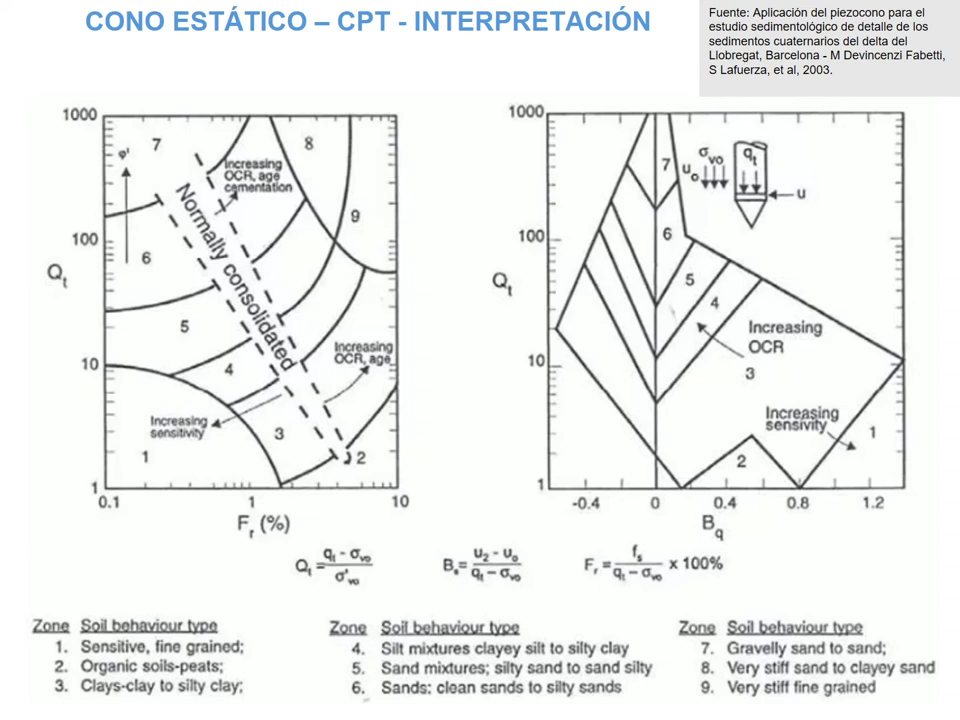 CONO ESTÁTICO – CPT - INTERPRETACIÓN
Fuente: Aplicación del piezocono para el
estudio sedimentológico de detalle de los
sedimentos cuaternarios del delta del
Llobregat, Barcelona - M Devincenzi Fabetti,
S Lafuerza, et al, 2003.
1000
100
10
1
Qt
φ'
7
8
9
6
5
4
3
2
1
Increasing
OCR, age
cementation
Normally consolidated
Increasing
OCR, age
Increasing
sensitivity
0.1
1
10
Fr (%)
1000
100
10
1
Qt
7
6
5
4
3
2
1
uo
σvo
qt
u
Increasing
OCR
Increasing
sensivity
-0.4
0
0.4
0.8
1.2
Bq
Qt = (qt - σvo) / σ'vo
Bq = (u2 - uo) / (qt - σvo)
Fr = fs / (qt - σvo) x 100%
Zone Soil behaviour type
1. Sensitive, fine grained;
2. Organic soils-peats;
3. Clays-clay to silty clay;
Zone Soil behaviour type
4. Silt mixtures clayey silt to silty clay
5. Sand mixtures; silty sand to sand silty
6. Sands; clean sands to silty sands
Zone Soil behaviour type
7. Gravelly sand to sand;
8. Very stiff sand to clayey sand
9. Very stiff fine grained